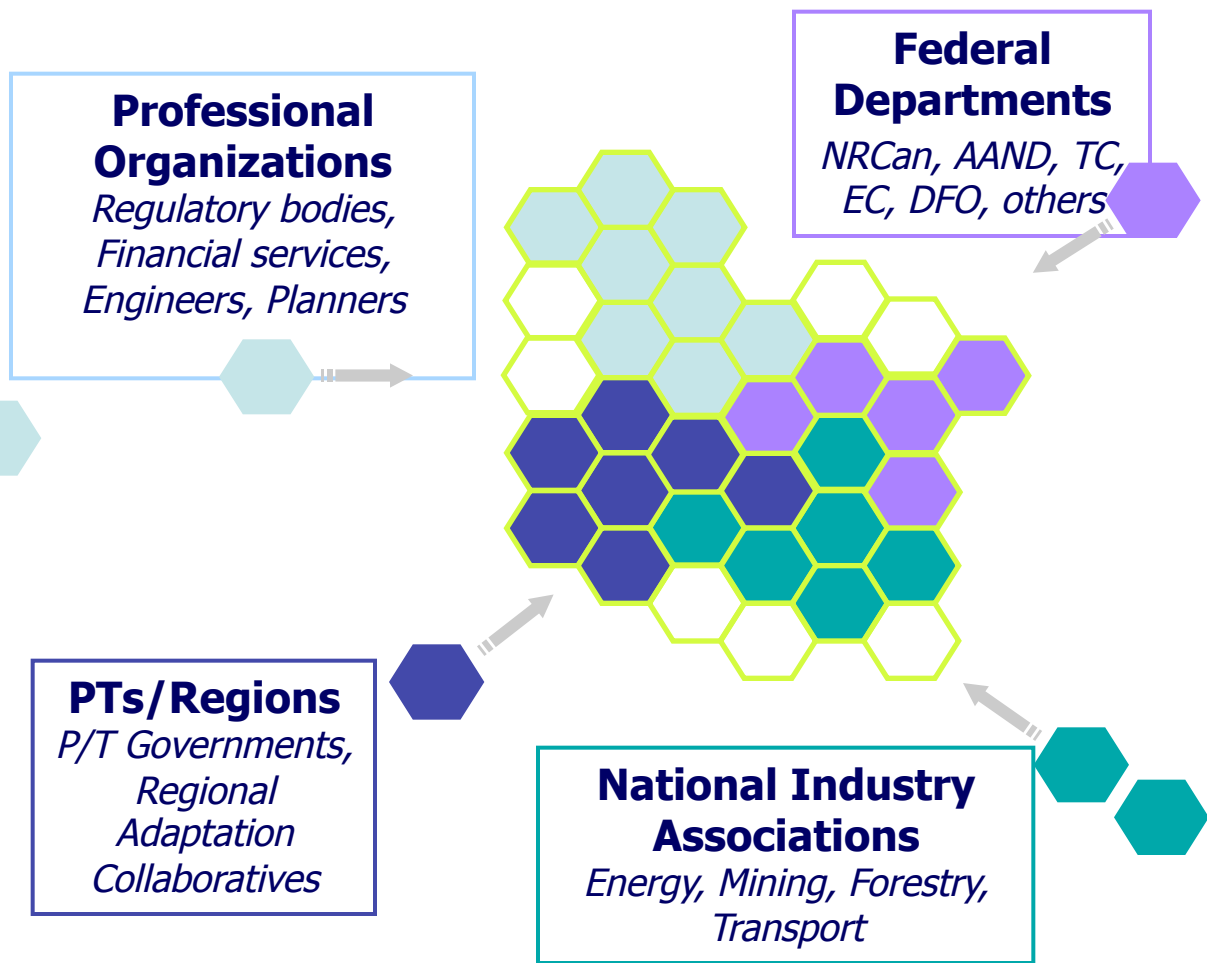 Professional
Organizations
Regulatory bodies,
Financial services,
Engineers, Planners
Federal
Departments
NRCan, AAND, TC,
EC, DFO, others
PTs/Regions
P/T Governments,
Regional
Adaptation
Collaboratives
National Industry
Associations
Energy, Mining, Forestry,
Transport